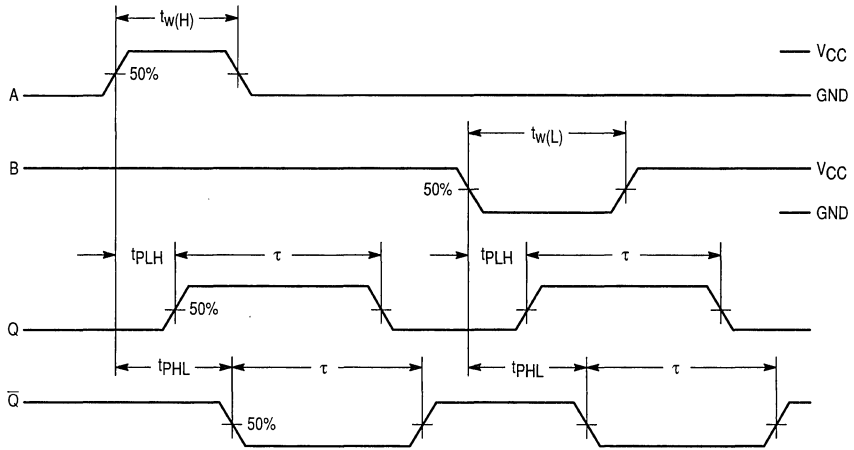 tw(H)
VCC
50%
A
GND
tw(L)
B
VCC
50%
GND
tPLH τ tPLH τ
50%
Q
tPHL τ tPHL τ
Q̅
50%